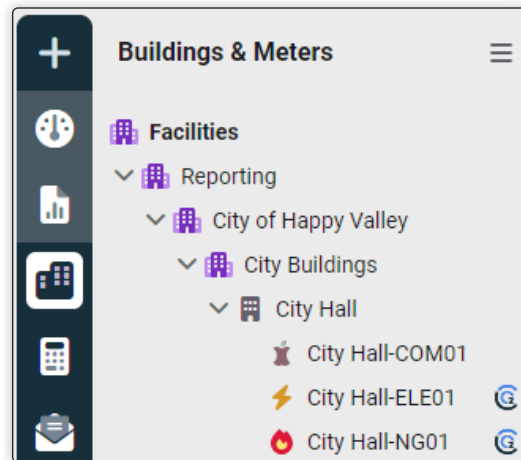 Buildings & Meters
Facilities
Reporting
City of Happy Valley
City Buildings
City Hall
City Hall-COM01
City Hall-ELE01
City Hall-NG01